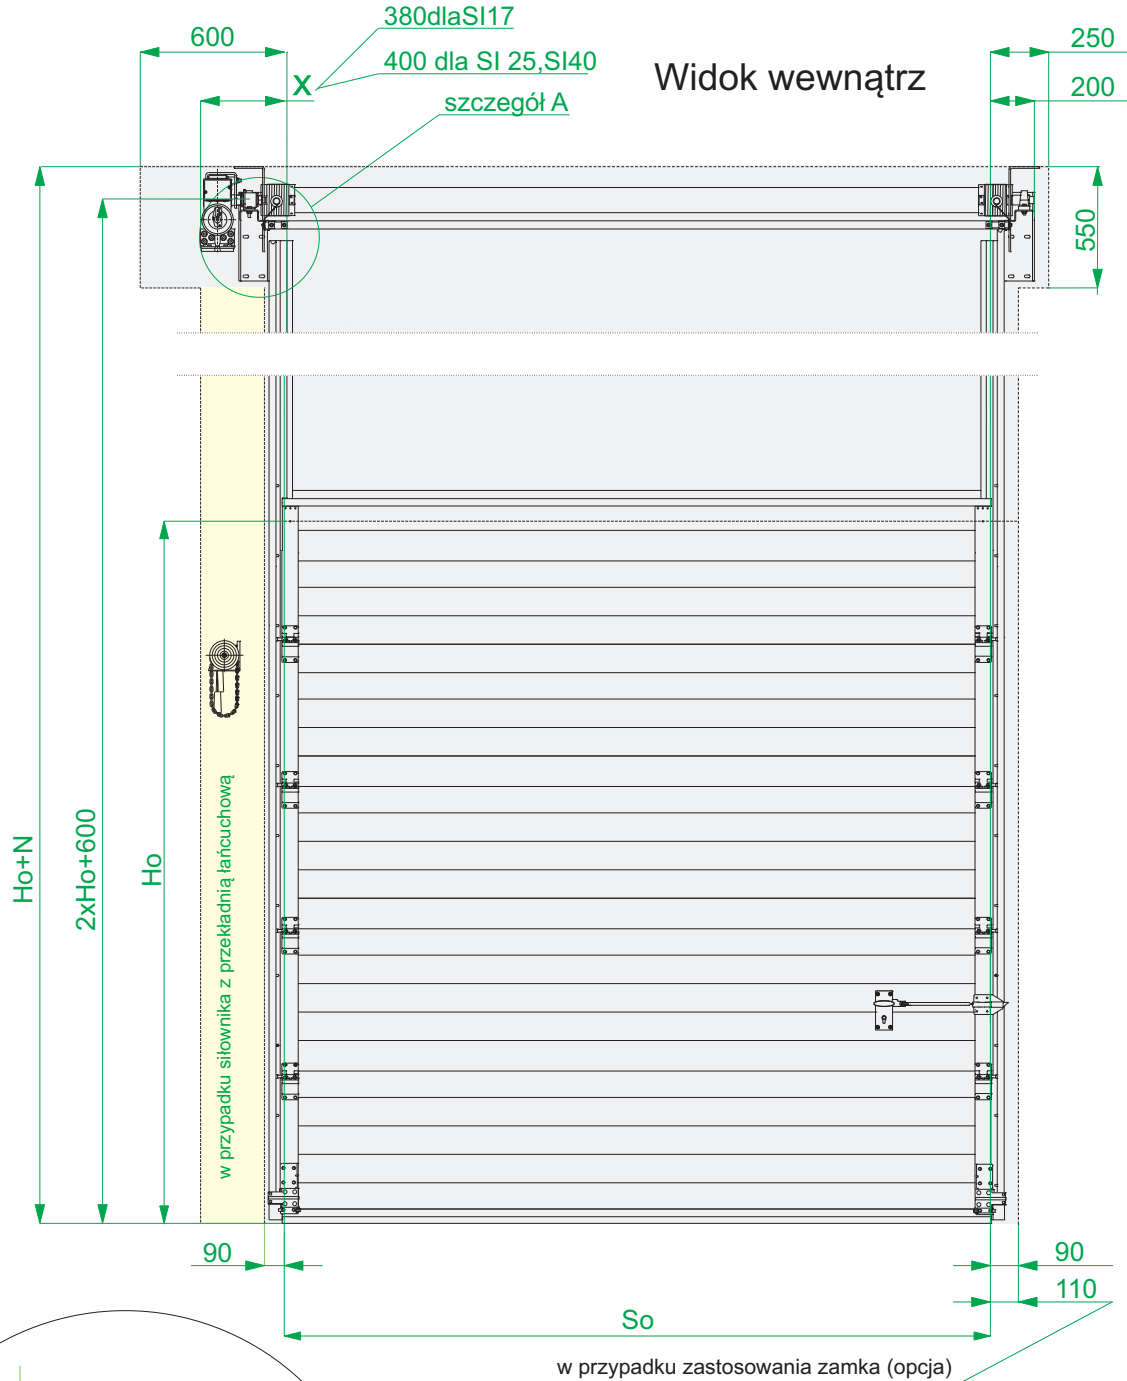 380dlaSI17
600
250
400 dla SI 25,SI40
Widok wewnątrz
X
200
szczegół A
550
Ho+N
2xHo+600
Ho
w przypadku siłownika z przekładnią łańcuchową
90
90
110
So
w przypadku zastosowania zamka (opcja)